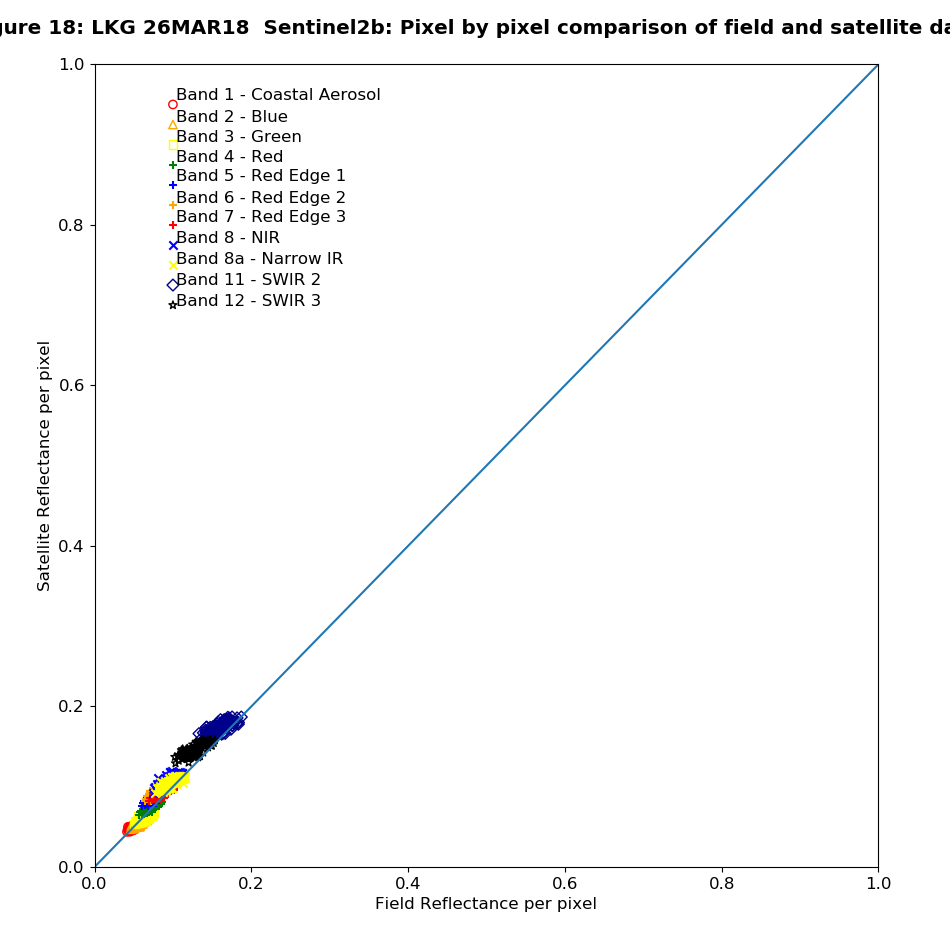 gure 18: LKG 26MAR18  Sentinel2b: Pixel by pixel comparison of field and satellite da
1.0
Band 1 - Coastal Aerosol
Band 2 - Blue
Band 3 - Green
Band 4 - Red
Band 5 - Red Edge 1
Band 6 - Red Edge 2
Band 7 - Red Edge 3
Band 8 - NIR
Band 8a - Narrow IR
Band 11 - SWIR 2
Band 12 - SWIR 3
0.8
0.6
0.4
0.2
0.0
Satellite Reflectance per pixel
0.0 0.2 0.4 0.6 0.8 1.0
Field Reflectance per pixel